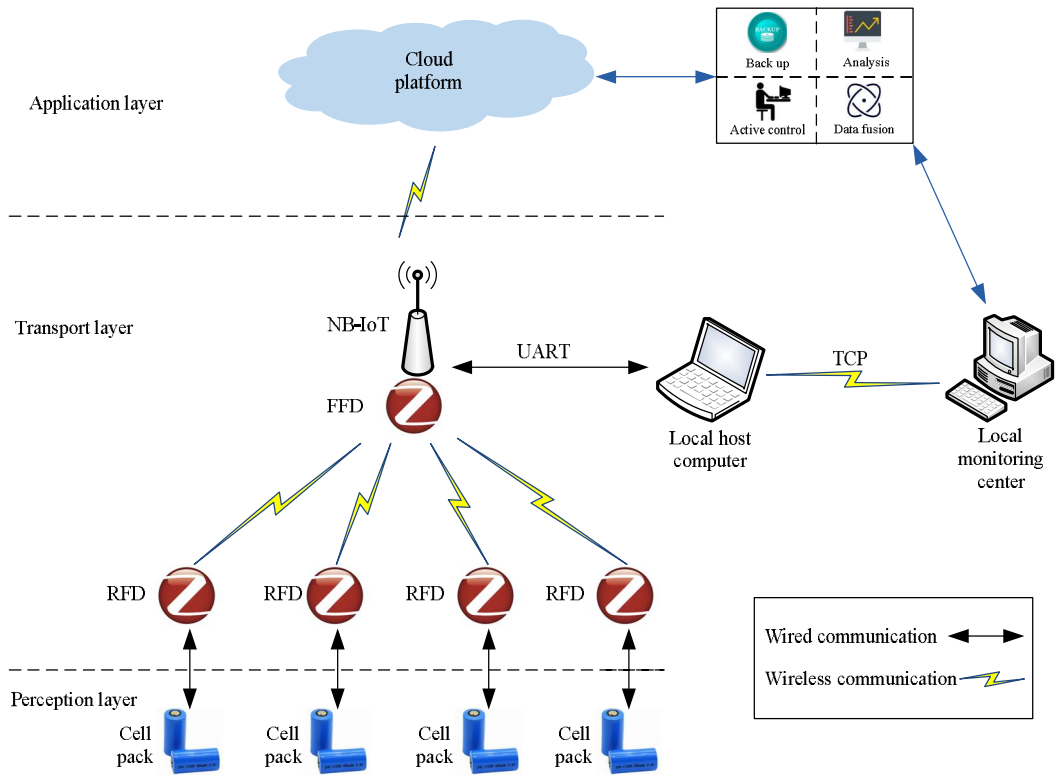 Cloud
platform
BACKUP
Back up
Analysis
Active control
Data fusion
Application layer
Transport layer
NB-IoT
UART
TCP
FFD
Local host
computer
Local
monitoring
center
RFD
RFD
RFD
RFD
Wired communication
Wireless communication
Perception layer
Cell
pack
Cell
pack
Cell
pack
Cell
pack